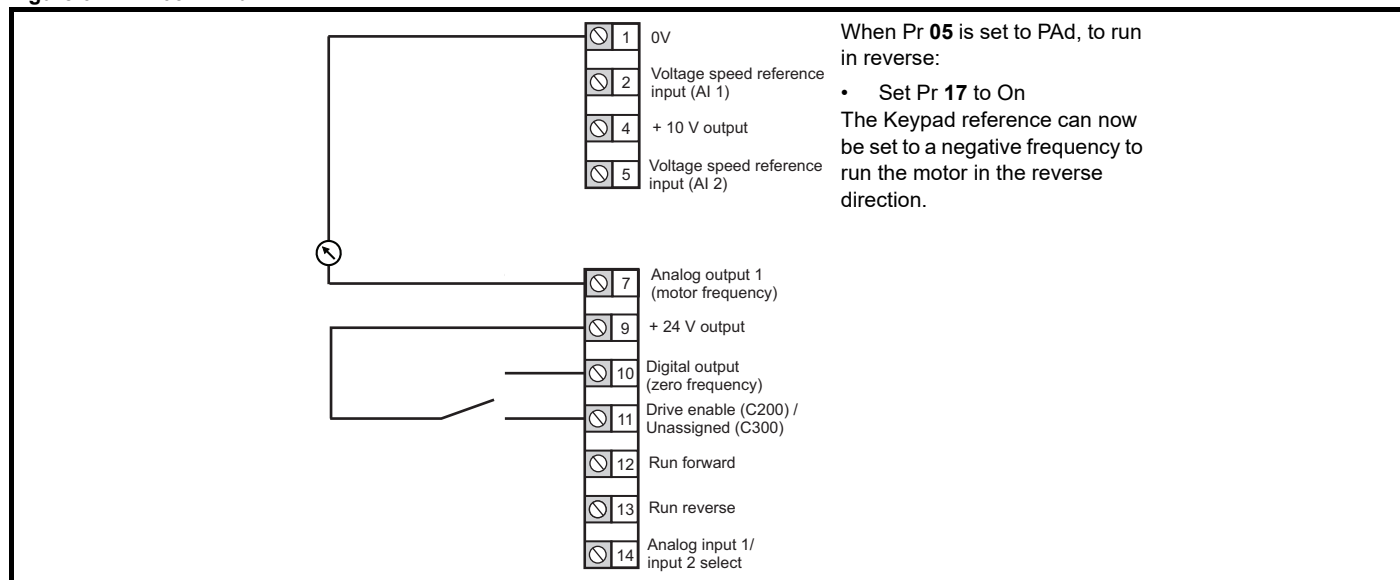 1 0V
2 Voltage speed reference
input (AI 1)
4 + 10 V output
5 Voltage speed reference
input (AI 2)
7 Analog output 1
(motor frequency)
9 + 24 V output
10 Digital output
(zero frequency)
11 Drive enable (C200) /
Unassigned (C300)
12 Run forward
13 Run reverse
14 Analog input 1/
input 2 select
When Pr 05 is set to PAd, to run
in reverse:
• Set Pr 17 to On
The Keypad reference can now
be set to a negative frequency to
run the motor in the reverse
direction.